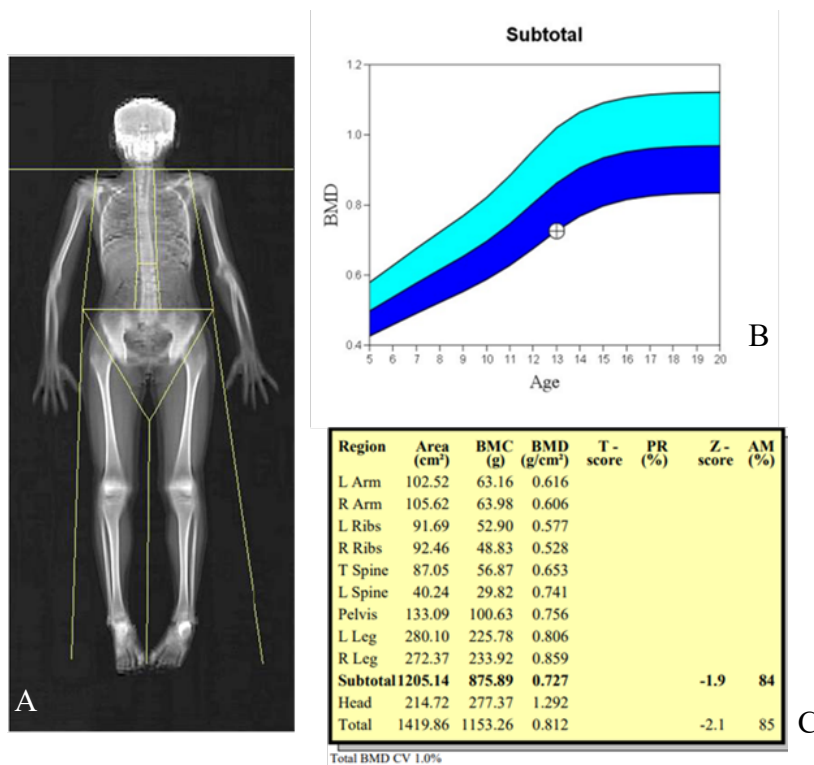 Subtotal
1.2
1.0
0.8
0.6
0.4
BMD
5 6 7 8 9 10 11 12 13 14 15 16 17 18 19 20
Age
A
B
Region Area (cm²) BMC (g) BMD (g/cm²) T - score PR (%) Z - score AM (%)
L Arm 102.52 63.16 0.616
R Arm 105.62 63.98 0.606
L Ribs 91.69 52.90 0.577
R Ribs 92.46 48.83 0.528
T Spine 87.05 56.87 0.653
L Spine 40.24 29.82 0.741
Pelvis 133.09 100.63 0.756
L Leg 280.10 225.78 0.806
R Leg 272.37 233.92 0.859
Subtotal 1205.14 875.89 0.727 -1.9 84
Head 214.72 277.37 1.292
Total 1419.86 1153.26 0.812 -2.1 85
C
Total BMD CV 1.0%